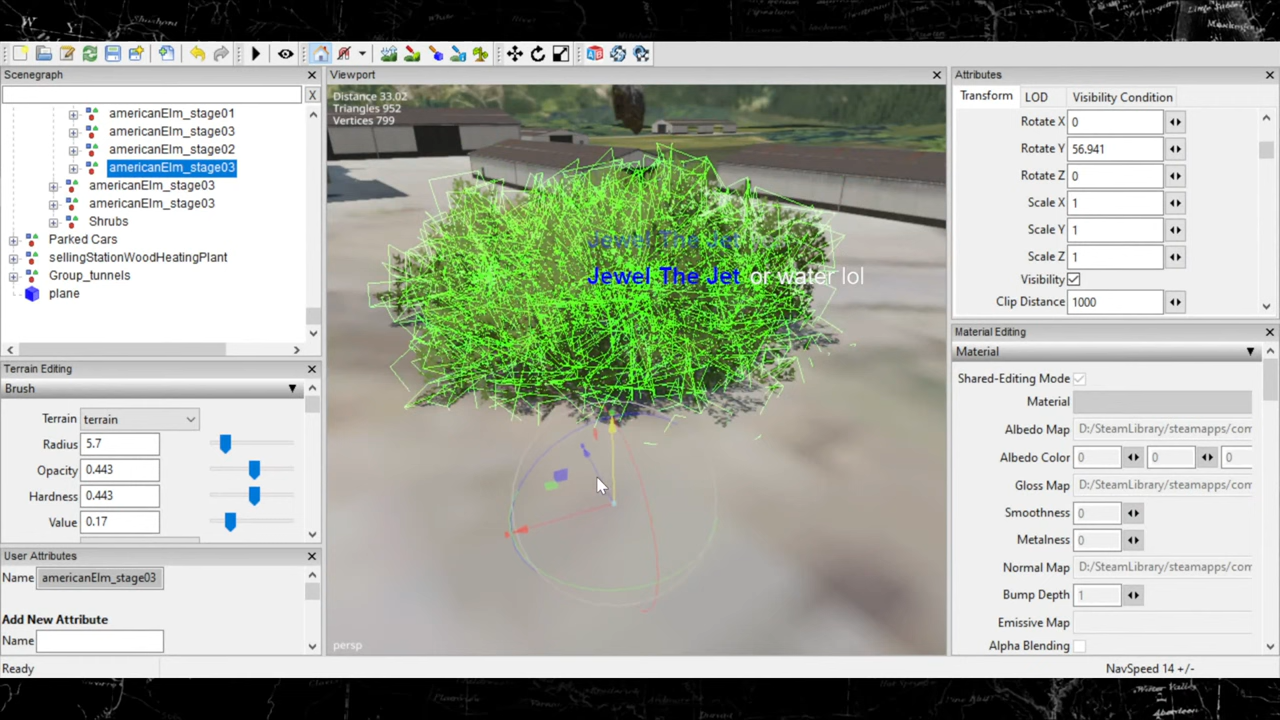 Scenegraph
X
americanElm_stage01
americanElm_stage03
americanElm_stage02
americanElm_stage03
americanElm_stage03
americanElm_stage03
Shrubs
Parked Cars
sellingStationWoodHeatingPlant
Group_tunnels
plane
Terrain Editing
Brush
Terrain terrain
Radius 5.7
Opacity 0.443
Hardness 0.443
Value 0.17
User Attributes
Name americanElm_stage03
Add New Attribute
Name
Ready
Viewport
Distance 33.02
Triangles 952
Vertices 799
Jewel The Jet
Jewel The Jet or water lol
persp
Attributes
Transform LOD Visibility Condition
Rotate X 0
Rotate Y 56.941
Rotate Z 0
Scale X 1
Scale Y 1
Scale Z 1
Visibility
Clip Distance 1000
Material Editing
Material
Shared-Editing Mode
Material
Albedo Map D:/SteamLibrary/steamapps/com
Albedo Color 0 0 0
Gloss Map D:/SteamLibrary/steamapps/com
Smoothness 0
Metalness 0
Normal Map D:/SteamLibrary/steamapps/com
Bump Depth 1
Emissive Map
Alpha Blending
NavSpeed 14 +/-